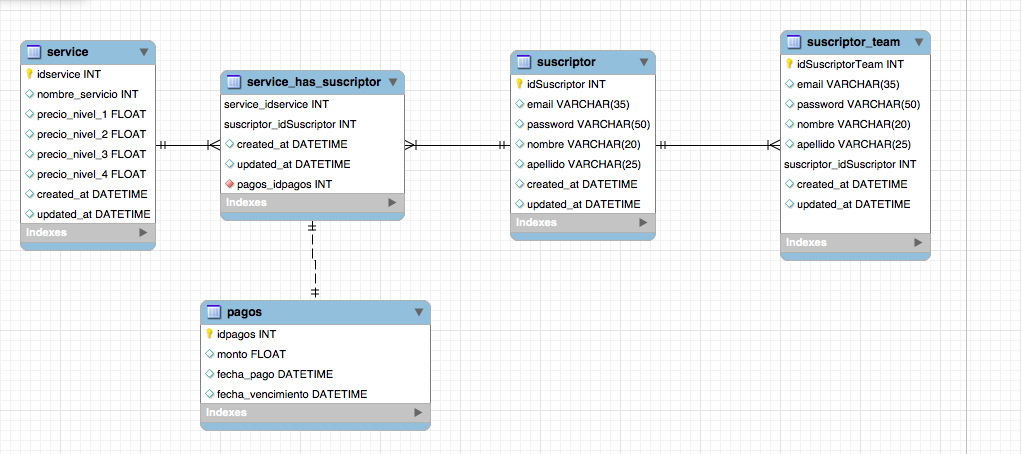 service
idservice INT
nombre_servicio INT
precio_nivel_1 FLOAT
precio_nivel_2 FLOAT
precio_nivel_3 FLOAT
precio_nivel_4 FLOAT
created_at DATETIME
updated_at DATETIME
Indexes
service_has_suscriptor
service_idservice INT
suscriptor_idSuscriptor INT
created_at DATETIME
updated_at DATETIME
pagos_idpagos INT
Indexes
suscriptor
idSuscriptor INT
email VARCHAR(35)
password VARCHAR(50)
nombre VARCHAR(20)
apellido VARCHAR(25)
created_at DATETIME
updated_at DATETIME
Indexes
suscriptor_team
idSuscriptorTeam INT
email VARCHAR(35)
password VARCHAR(50)
nombre VARCHAR(20)
apellido VARCHAR(25)
suscriptor_idSuscriptor INT
created_at DATETIME
updated_at DATETIME
Indexes
pagos
idpagos INT
monto FLOAT
fecha_pago DATETIME
fecha_vencimiento DATETIME
Indexes